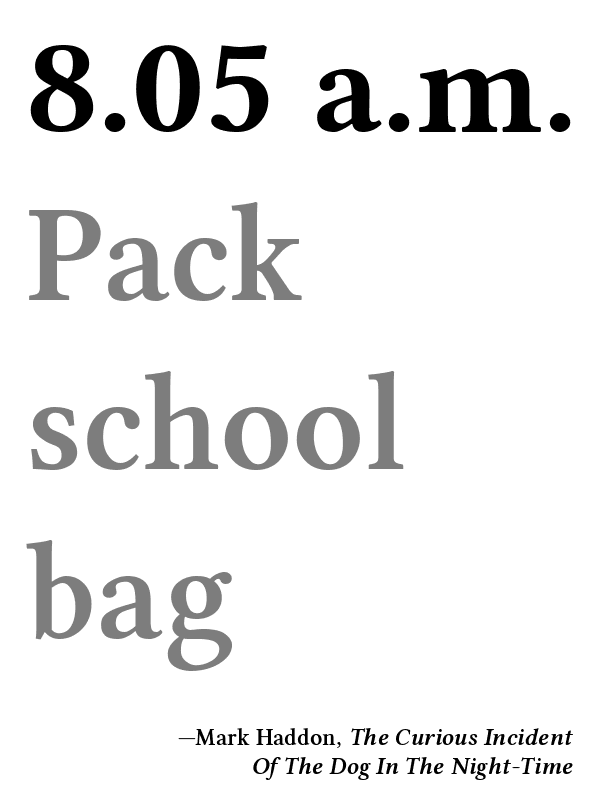 8.05 a.m.
Pack
school
bag
—Mark Haddon, The Curious Incident
Of The Dog In The Night-Time